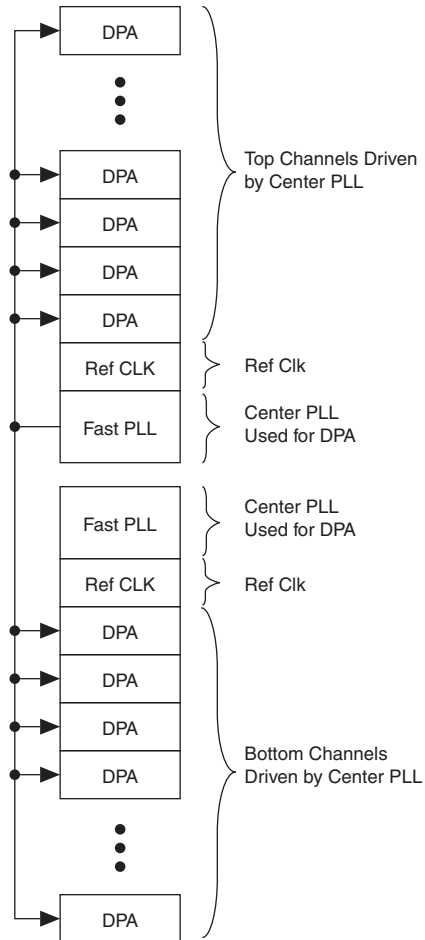 DPA
DPA
DPA
DPA
DPA
Top Channels Driven
by Center PLL
Ref CLK
Ref Clk
Fast PLL
Center PLL
Used for DPA
Fast PLL
Center PLL
Used for DPA
Ref CLK
Ref Clk
DPA
DPA
DPA
DPA
DPA
Bottom Channels
Driven by Center PLL